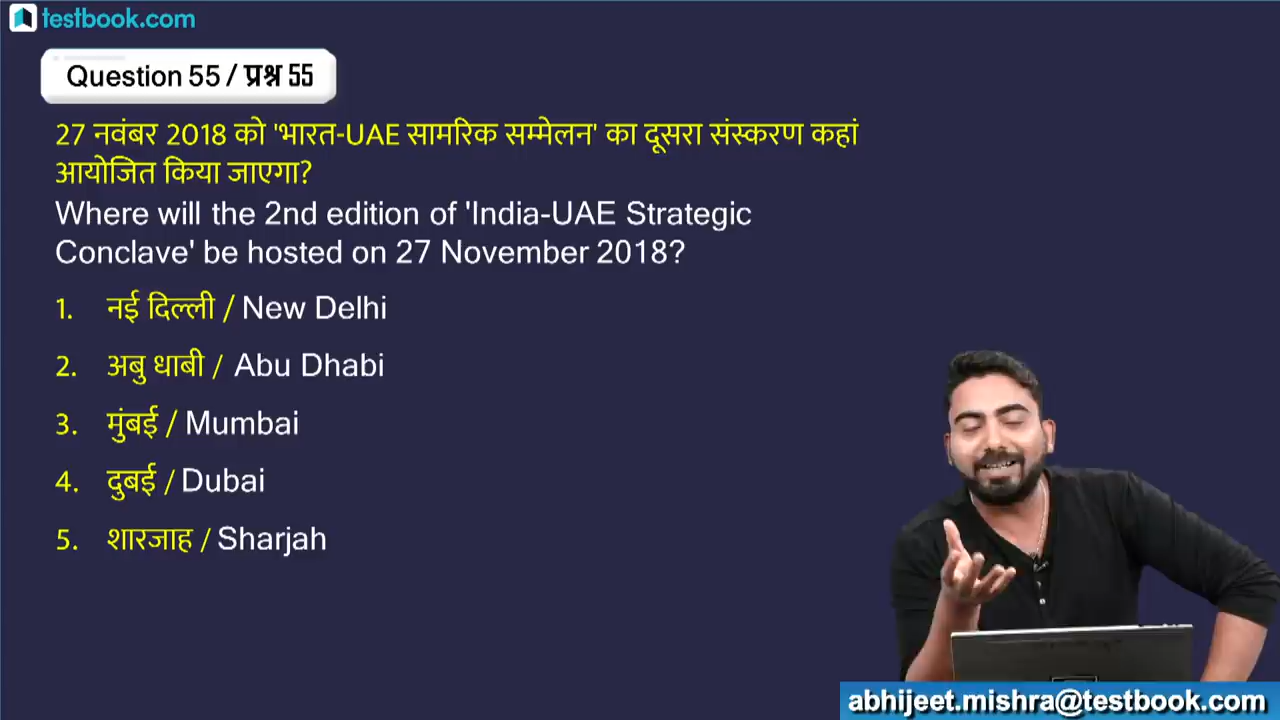 testbook.com
Question 55 / प्रश्न 55
27 नवंबर 2018 को 'भारत-UAE सामरिक सम्मेलन' का दूसरा संस्करण कहां
आयोजित किया जाएगा?
Where will the 2nd edition of 'India-UAE Strategic
Conclave' be hosted on 27 November 2018?
1. नई दिल्ली / New Delhi
2. अबु धाबी / Abu Dhabi
3. मुंबई / Mumbai
4. दुबई / Dubai
5. शारजाह / Sharjah
abhijeet.mishra@testbook.com